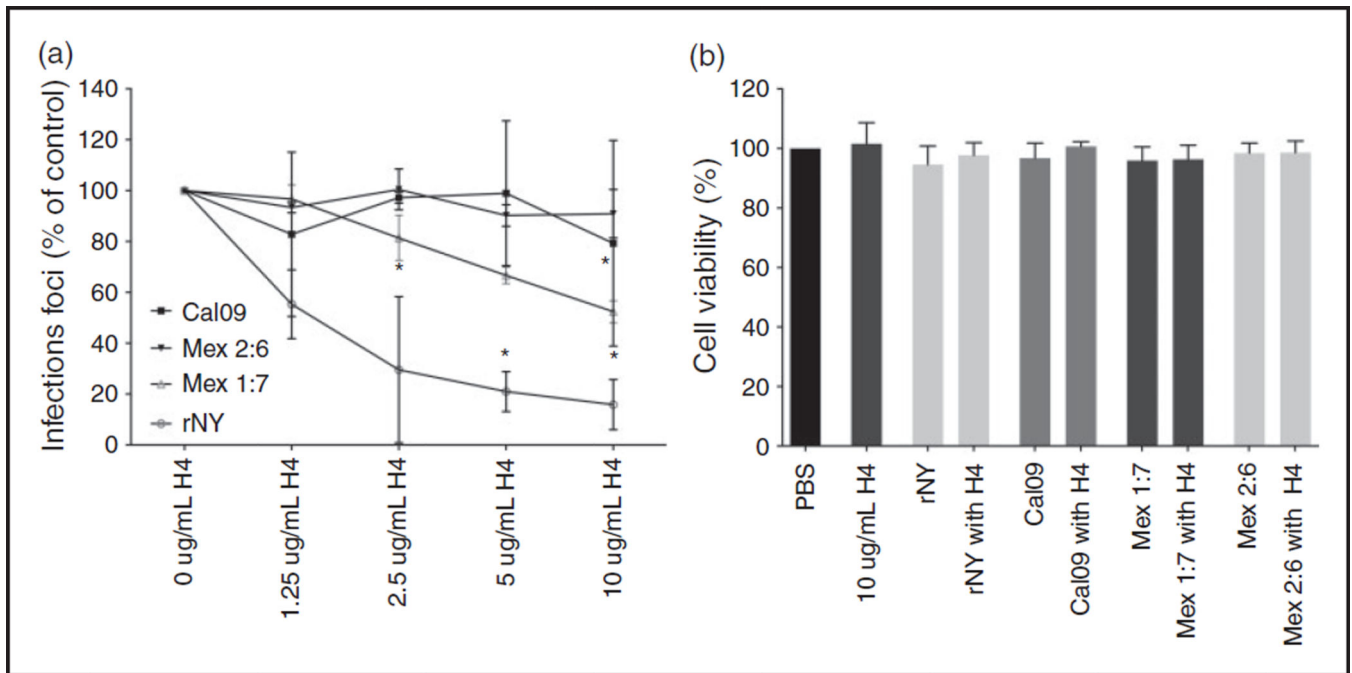 (a)
Infections foci (% of control)
140
120
100
80
60
40
20
0
*
*
*
*
Cal09
Mex 2:6
Mex 1:7
rNY
0 ug/mL H4
1.25 ug/mL H4
2.5 ug/mL H4
5 ug/mL H4
10 ug/mL H4
(b)
Cell viability (%)
120
100
80
60
40
20
0
PBS
10 ug/mL H4
rNY
rNY with H4
Cal09
Cal09 with H4
Mex 1:7
Mex 1:7 with H4
Mex 2:6
Mex 2:6 with H4